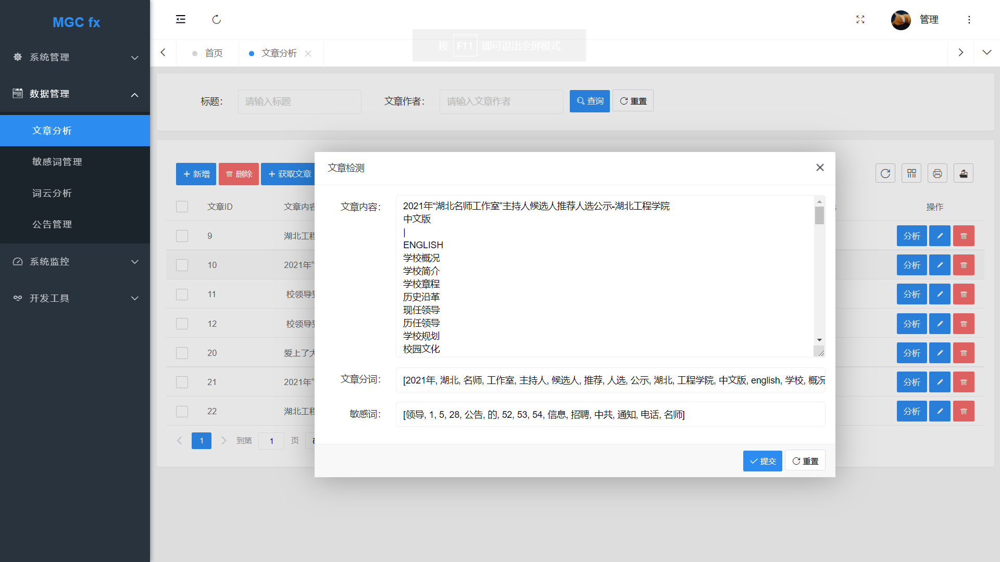 MGC fx
系统管理
数据管理
文章分析
敏感词管理
词云分析
公告管理
系统监控
开发工具
管理
首页
文章分析
按 F11 即可退出全屏模式
标题：
请输入标题
文章作者：
请输入文章作者
查询
重置
新增
删除
获取文章
文章ID
文章内容
操作
9
湖北工程
分析
10
2021年“
分析
11
校领导
分析
12
校领导
分析
20
爱上了
分析
21
2021年“
分析
22
湖北工程
分析
1
到第
1
页
文章检测
文章内容：
2021年“湖北名师工作室”主持人候选人推荐人选公示-湖北工程学院
中文版
|
ENGLISH
学校概况
学校简介
学校章程
历史沿革
现任领导
历任领导
学校规划
校园文化
文章分词：
[2021年, 湖北, 名师, 工作室, 主持人, 候选人, 推荐, 人选, 公示, 湖北, 工程学院, 中文版, english, 学校, 概况
敏感词：
[领导, 1, 5, 28, 公告, 的, 52, 53, 54, 信息, 招聘, 中共, 通知, 电话, 名师]
提交
重置